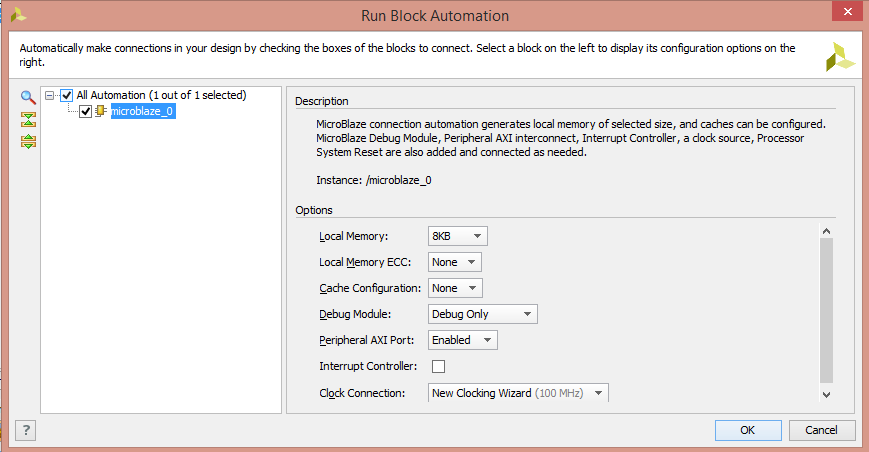 Run Block Automation
Automatically make connections in your design by checking the boxes of the blocks to connect. Select a block on the left to display its configuration options on the
right.
All Automation (1 out of 1 selected)
microblaze_0
Description
MicroBlaze connection automation generates local memory of selected size, and caches can be configured.
MicroBlaze Debug Module, Peripheral AXI interconnect, Interrupt Controller, a clock source, Processor
System Reset are also added and connected as needed.
Instance: /microblaze_0
Options
Local Memory: 8KB
Local Memory ECC: None
Cache Configuration: None
Debug Module: Debug Only
Peripheral AXI Port: Enabled
Interrupt Controller:
Clock Connection: New Clocking Wizard (100 MHz)
?
OK
Cancel